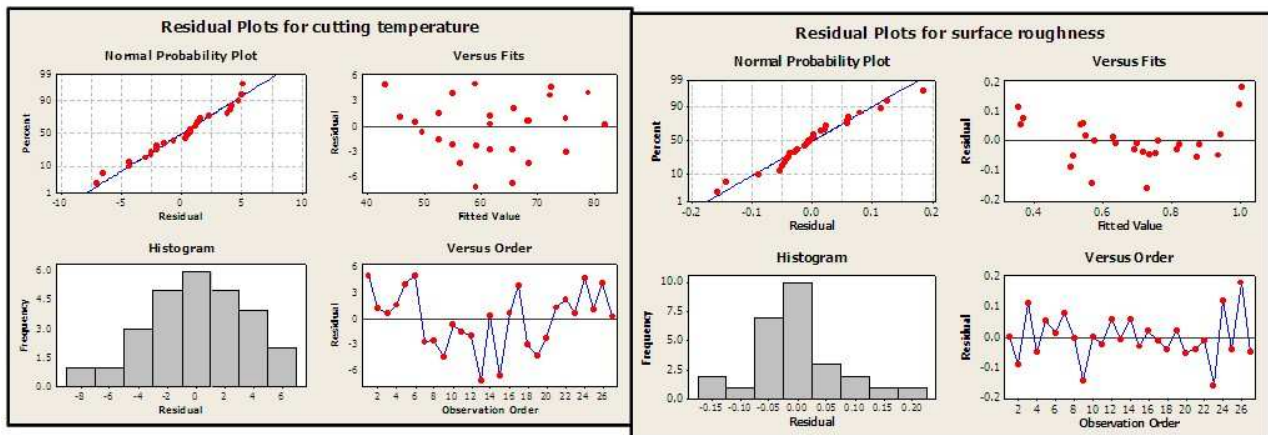 Residual Plots for cutting temperature
Normal Probability Plot
Versus Fits
99
90
50
10
1
Percent
-10
-5
0
5
10
Residual
6
3
0
-3
-6
Residual
40
50
60
70
80
Fitted Value
Histogram
Versus Order
6.0
4.5
3.0
1.5
0.0
Frequency
-8
-6
-4
-2
0
2
4
6
Residual
6
3
0
-3
-6
Residual
2 4 6 8 10 12 14 16 18 20 22 24 26
Observation Order
Residual Plots for surface roughness
Normal Probability Plot
Versus Fits
99
90
50
10
1
Percent
-0.2
-0.1
0.0
0.1
0.2
Residual
0.2
0.1
0.0
-0.1
-0.2
Residual
0.4
0.6
0.8
1.0
Fitted Value
Histogram
Versus Order
10.0
7.5
5.0
2.5
0.0
Frequency
-0.15 -0.10 -0.05 0.00 0.05 0.10 0.15 0.20
Residual
0.2
0.1
0.0
-0.1
-0.2
Residual
2 4 6 8 10 12 14 16 18 20 22 24 26
Observation Order